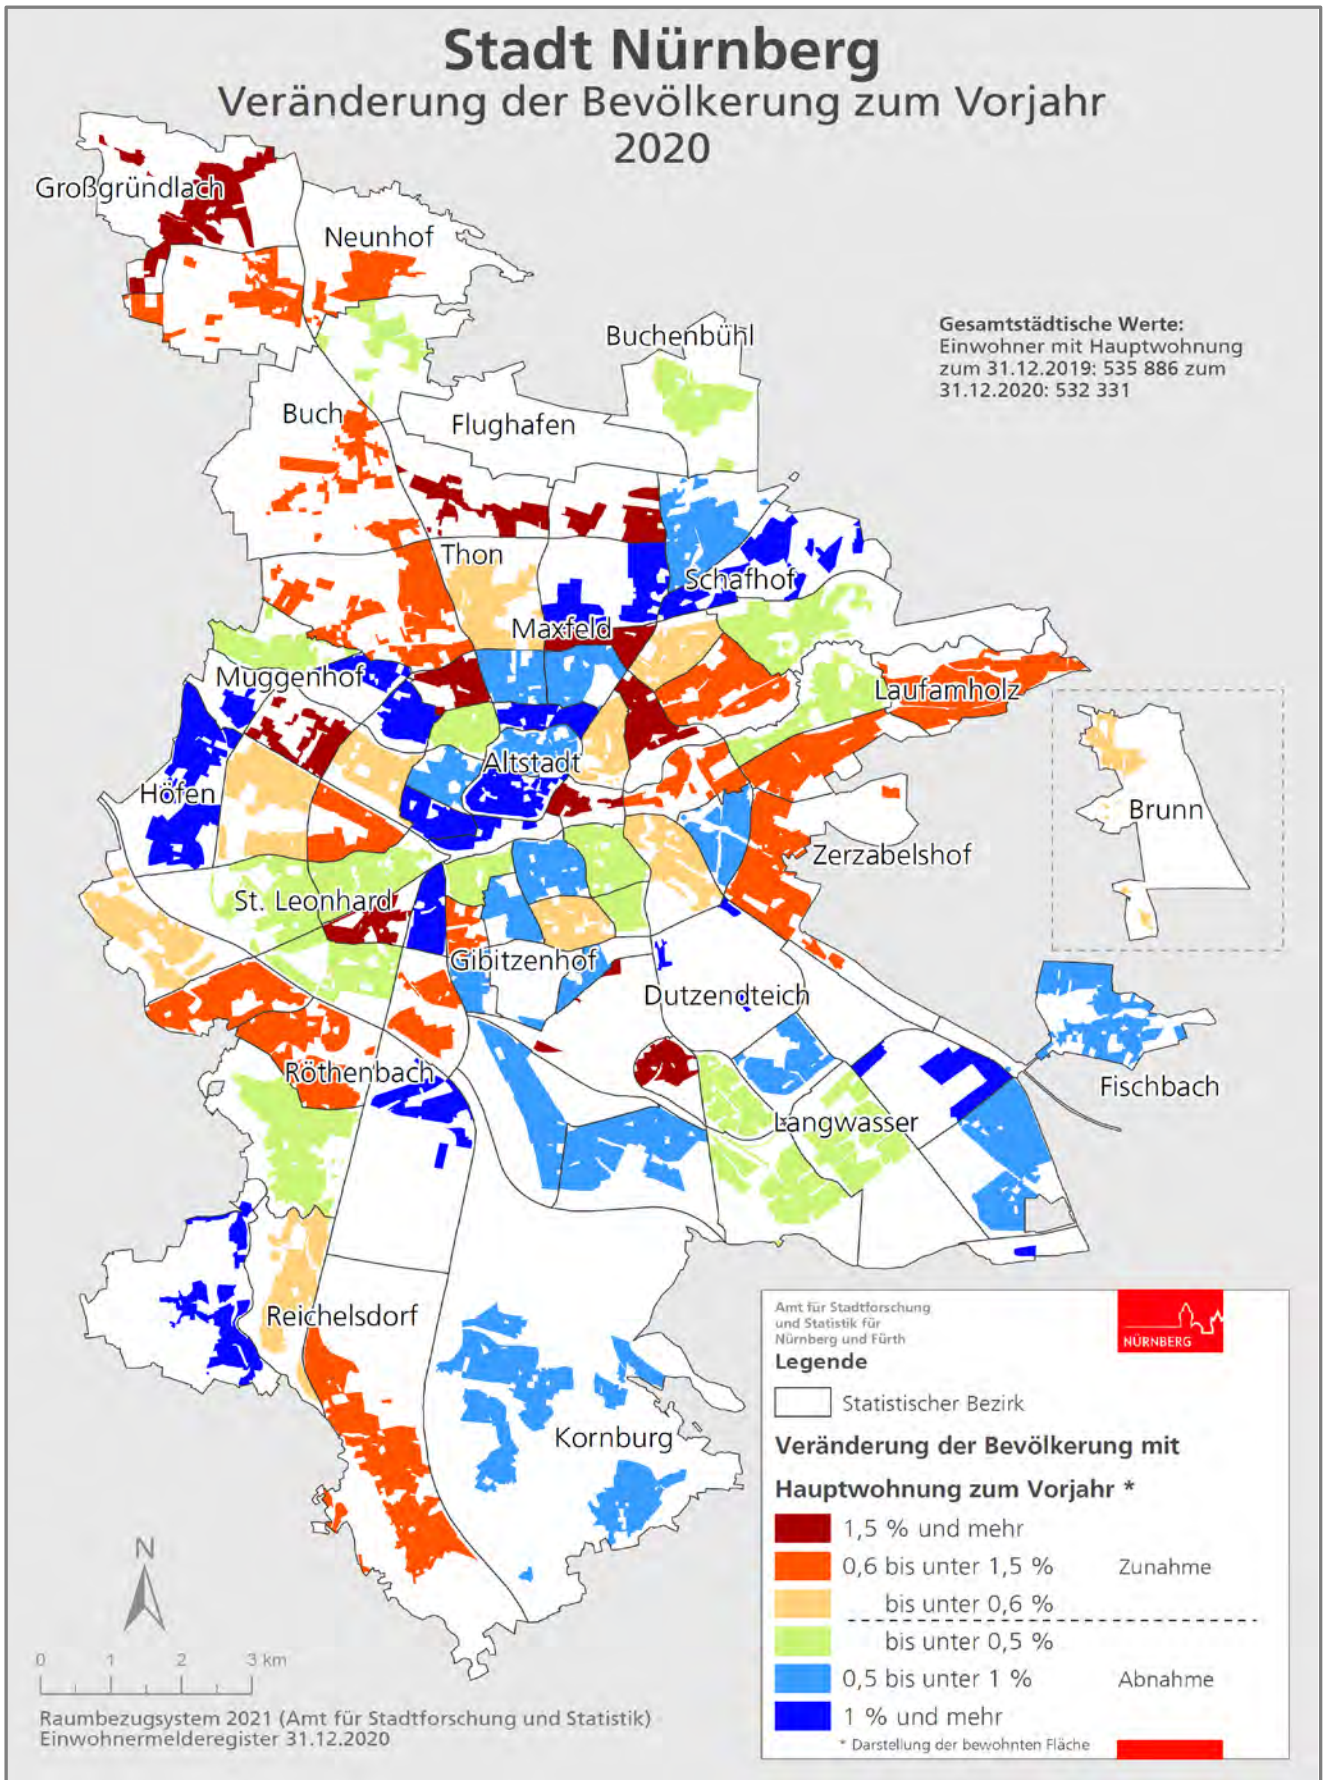 Stadt Nürnberg
Veränderung der Bevölkerung zum Vorjahr
2020
Großgründlach
Neunhof
Gesamtstädtische Werte:
Einwohner mit Hauptwohnung
zum 31.12.2019: 535 886 zum
31.12.2020: 532 331
Buchenbühl
Buch
Flughafen
Thon
Schafhof
Maxfeld
Muggenhof
Laufamholz
Altstadt
Höfen
Brunn
Zerzabelshof
St. Leonhard
Gibitzenhof
Dutzendteich
Röthenbach
Fischbach
Langwasser
Reichelsdorf
Kornburg
Amt für Stadtforschung
und Statistik für
Nürnberg und Fürth
NÜRNBERG
Legende
Statistischer Bezirk
Veränderung der Bevölkerung mit
Hauptwohnung zum Vorjahr *
1,5 % und mehr
0,6 bis unter 1,5 % Zunahme
bis unter 0,6 %
bis unter 0,5 %
0,5 bis unter 1 % Abnahme
1 % und mehr
* Darstellung der bewohnten Fläche
N
0 1 2 3 km
Raumbezugsystem 2021 (Amt für Stadtforschung und Statistik)
Einwohnermelderegister 31.12.2020